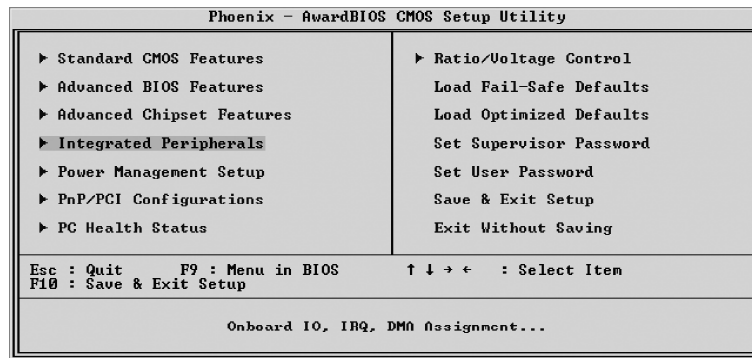 Phoenix - AwardBIOS CMOS Setup Utility
▶ Standard CMOS Features
▶ Advanced BIOS Features
▶ Advanced Chipset Features
▶ Integrated Peripherals
▶ Power Management Setup
▶ PnP/PCI Configurations
▶ PC Health Status
▶ Ratio/Voltage Control
Load Fail-Safe Defaults
Load Optimized Defaults
Set Supervisor Password
Set User Password
Save & Exit Setup
Exit Without Saving
Esc : Quit F9 : Menu in BIOS ↑ ↓ → ← : Select Item
F10 : Save & Exit Setup
Onboard IO, IRQ, DMA Assignment...